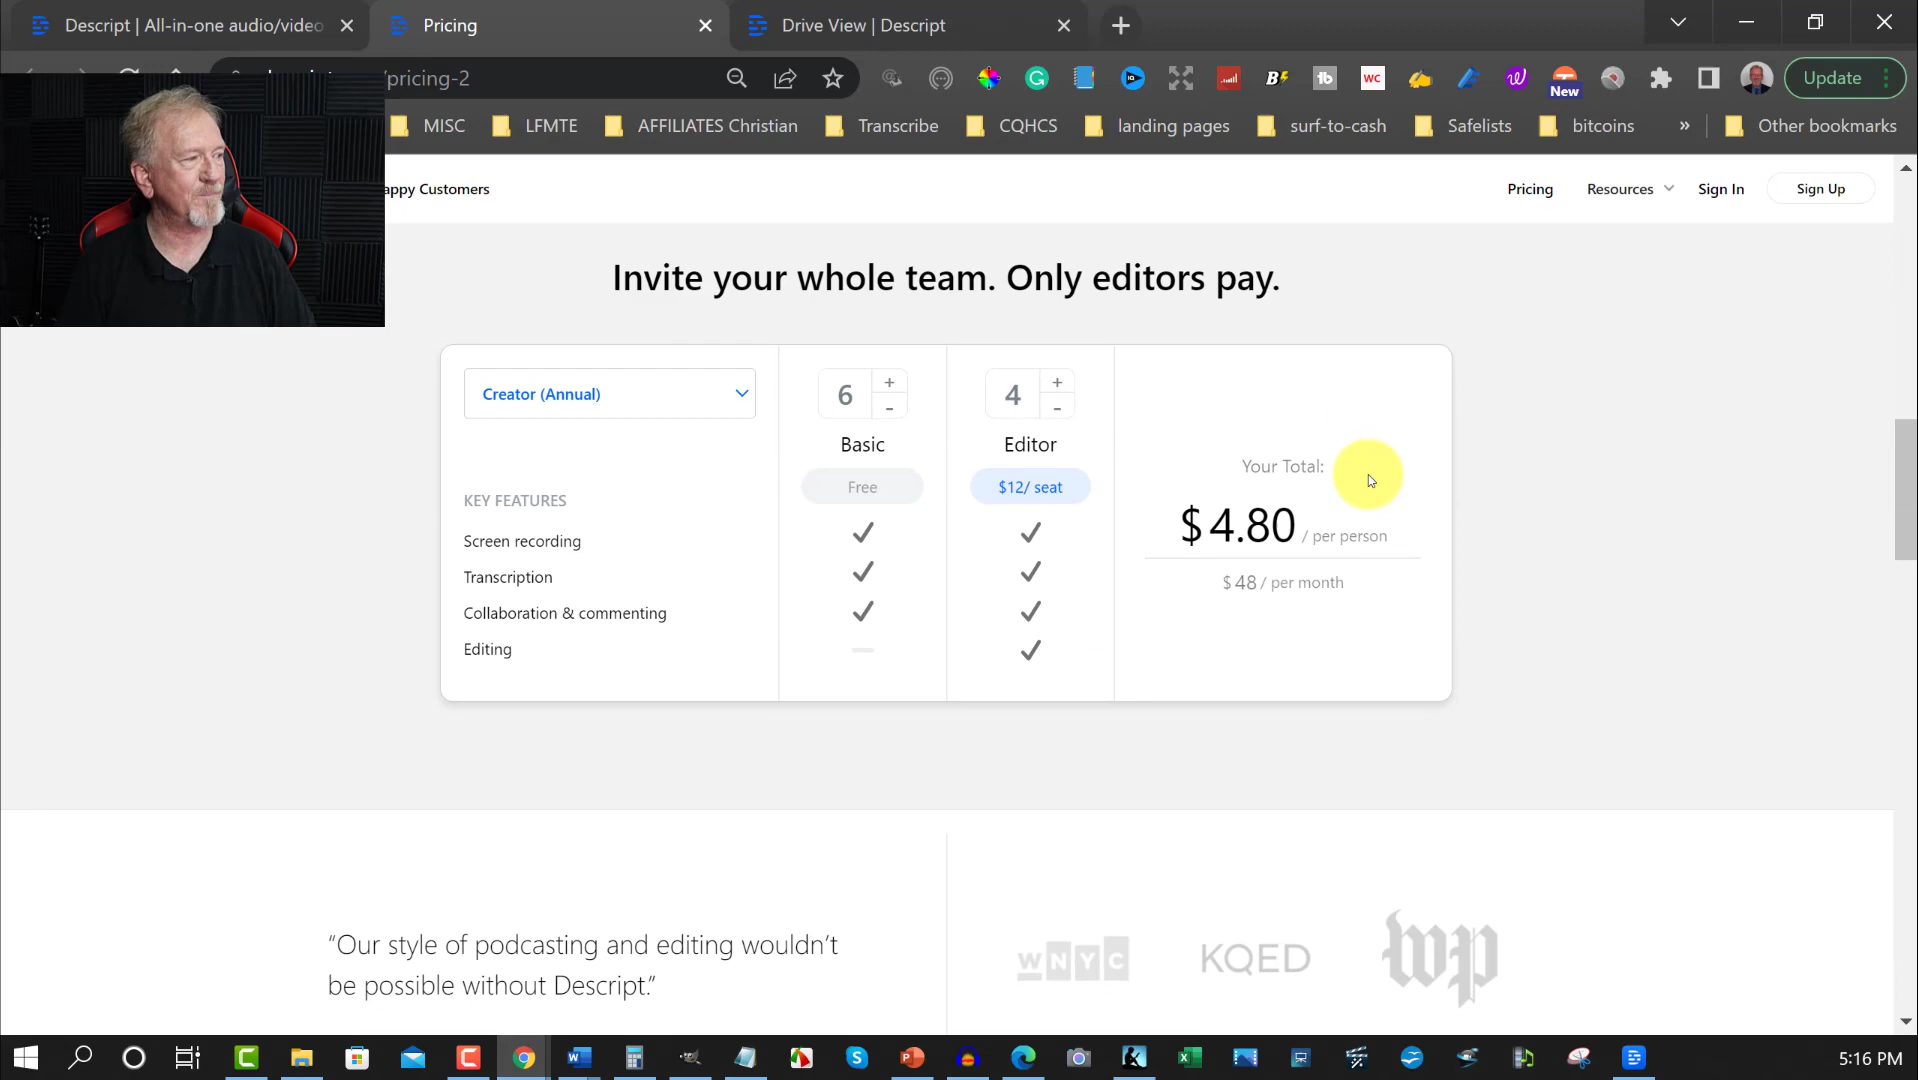 Descript | All-in-one audio/video
Pricing
Drive View | Descript
/pricing-2
Update
New
MISC
LFMTE
AFFILIATES Christian
Transcribe
CQHCS
landing pages
surf-to-cash
Safelists
bitcoins
»
Other bookmarks
appy Customers
Pricing
Resources
Sign In
Sign Up
Invite your whole team. Only editors pay.
Creator (Annual)
6
+
-
4
+
-
Basic
Editor
Free
$12/ seat
Your Total:
$4.80 / per person
$48 / per month
KEY FEATURES
Screen recording
Transcription
Collaboration & commenting
Editing
“Our style of podcasting and editing wouldn’t
be possible without Descript.”
WNYC
KQED
wp
5:16 PM